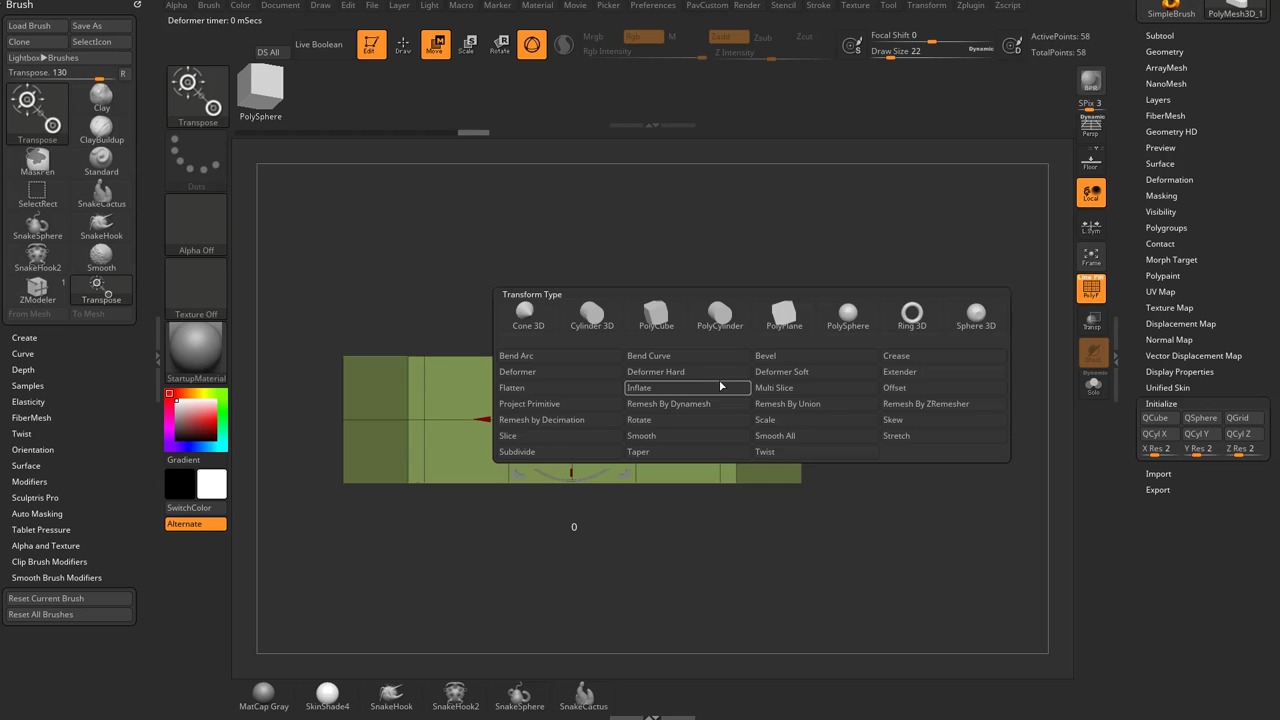 Brush
Alpha Brush Color Document Draw Edit File Layer Light Macro Marker Material Movie Picker Preferences PavCustom Render Stencil Stroke Texture Tool Transform Zplugin Zscript
Deformer timer: 0 mSecs
SimpleBrush PolyMesh3D_1
Load Brush Save As
Clone SelectIcon
Lightbox▶Brushes
Transpose. 130 R
DS All
Live Boolean
Edit
Draw
Move
Scale
Rotate
Mrgb Rgb M
Rgb Intensity
Zadd Zsub Zcut
Z Intensity
Focal Shift 0
Draw Size 22 Dynamic
S
D
ActivePoints: 58
TotalPoints: 58
Transpose
Clay
ClayBuildup
MaskPen
Standard
SelectRect
SnakeCactus
SnakeSphere
SnakeHook
SnakeHook2
Smooth
ZModeler
1
Transpose
From Mesh To Mesh
Create
Curve
Depth
Samples
Elasticity
FiberMesh
Twist
Orientation
Surface
Modifiers
Sculptris Pro
Auto Masking
Tablet Pressure
Alpha and Texture
Clip Brush Modifiers
Smooth Brush Modifiers
Reset Current Brush
Reset All Brushes
Transpose
Dots
Alpha Off
Texture Off
StartupMaterial
Gradient
SwitchColor
Alternate
PolySphere
Transform Type
Cone 3D Cylinder 3D PolyCube PolyCylinder PolyPlane PolySphere Ring 3D Sphere 3D
Bend Arc Bend Curve Bevel Crease
Deformer Deformer Hard Deformer Soft Extender
Flatten Inflate Multi Slice Offset
Project Primitive Remesh By Dynamesh Remesh By Union Remesh By ZRemesher
Remesh by Decimation Rotate Scale Skew
Slice Smooth Smooth All Stretch
Subdivide Taper Twist
0
MatCap Gray SkinShade4 SnakeHook SnakeHook2 SnakeSphere SnakeCactus
BPR
SPix 3
Dynamic
Persp
Floor
Local
L.Sym
Frame
Line Fill
PolyF
Transp
Dynamic
Solo
Subtool
Geometry
ArrayMesh
NanoMesh
Layers
FiberMesh
Geometry HD
Preview
Surface
Deformation
Masking
Visibility
Polygroups
Contact
Morph Target
Polypaint
UV Map
Texture Map
Displacement Map
Normal Map
Vector Displacement Map
Display Properties
Unified Skin
Initialize
QCube QSphere QGrid
QCyl X QCyl Y QCyl Z
X Res 2 Y Res 2 Z Res 2
Import
Export